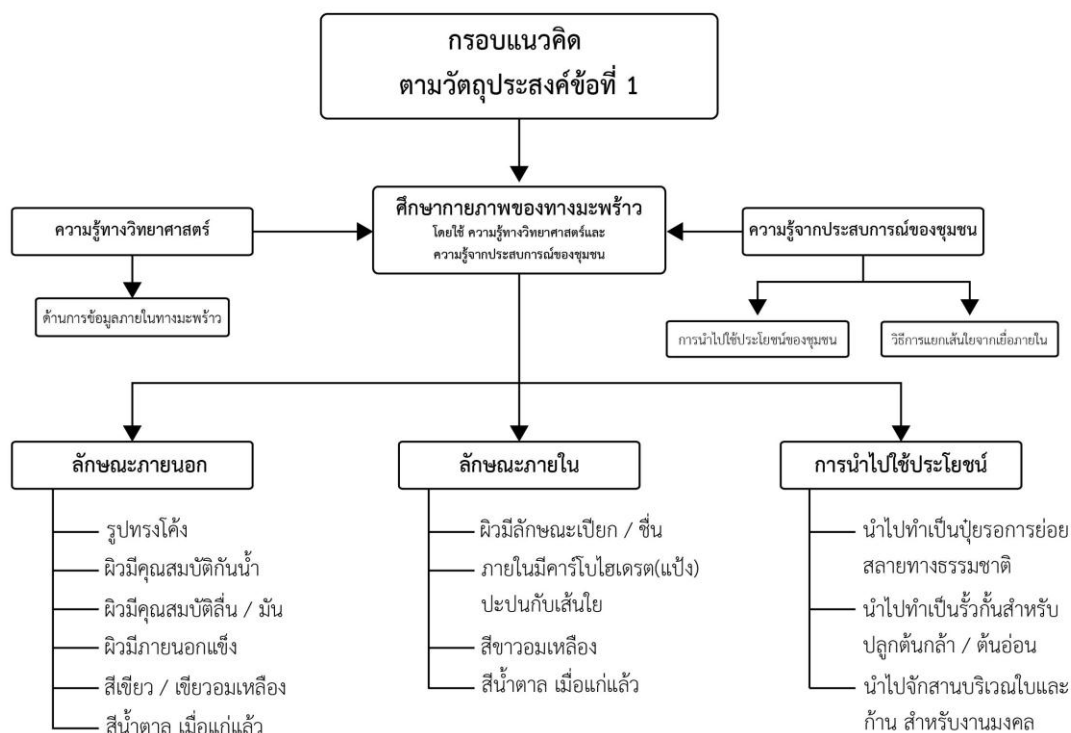 กรอบแนวคิด
ตามวัตถุประสงค์ข้อที่ 1
ศึกษากายภาพของทางมะพร้าว
โดยใช้ ความรู้ทางวิทยาศาสตร์และ
ความรู้จากประสบการณ์ของชุมชน
ความรู้ทางวิทยาศาสตร์
ด้านการข้อมูลภายในทางมะพร้าว
ความรู้จากประสบการณ์ของชุมชน
การนำไปใช้ประโยชน์ของชุมชน
วิธีการแยกเส้นใยจากเยื่อภายใน
ลักษณะภายนอก
รูปทรงโค้ง
ผิวมีคุณสมบัติกันน้ำ
ผิวมีคุณสมบัติลื่น / มัน
ผิวมีภายนอกแข็ง
สีเขียว / เขียวอมเหลือง
สีน้ำตาล เมื่อแก่แล้ว
ลักษณะภายใน
ผิวมีลักษณะเปียก / ชื่น
ภายในมีคาร์โบไฮเดรต(แป้ง)
ปะปนกับเส้นใย
สีขาวอมเหลือง
สีน้ำตาล เมื่อแก่แล้ว
การนำไปใช้ประโยชน์
นำไปทำเป็นปุ๋ยรอการย่อย
สลายทางธรรมชาติ
นำไปทำเป็นรั้วกั้นสำหรับ
ปลูกต้นกล้า / ต้นอ่อน
นำไปจักสานบริเวณใบและ
ก้าน สำหรับงานมงคล